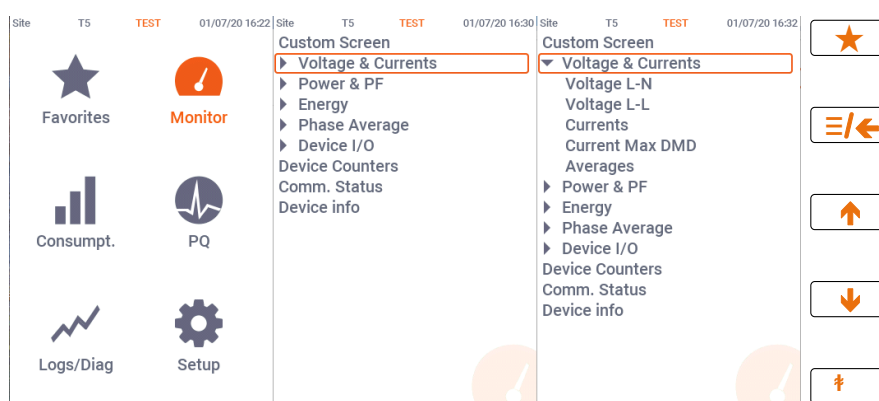 Site T5 TEST 01/07/20 16:22
Favorites Monitor
Consumpt. PQ
Logs/Diag Setup
Site T5 TEST 01/07/20 16:30
Custom Screen
Voltage & Currents
Power & PF
Energy
Phase Average
Device I/O
Device Counters
Comm. Status
Device info
Site T5 TEST 01/07/20 16:32
Custom Screen
Voltage & Currents
Voltage L-N
Voltage L-L
Currents
Current Max DMD
Averages
Power & PF
Energy
Phase Average
Device I/O
Device Counters
Comm. Status
Device info